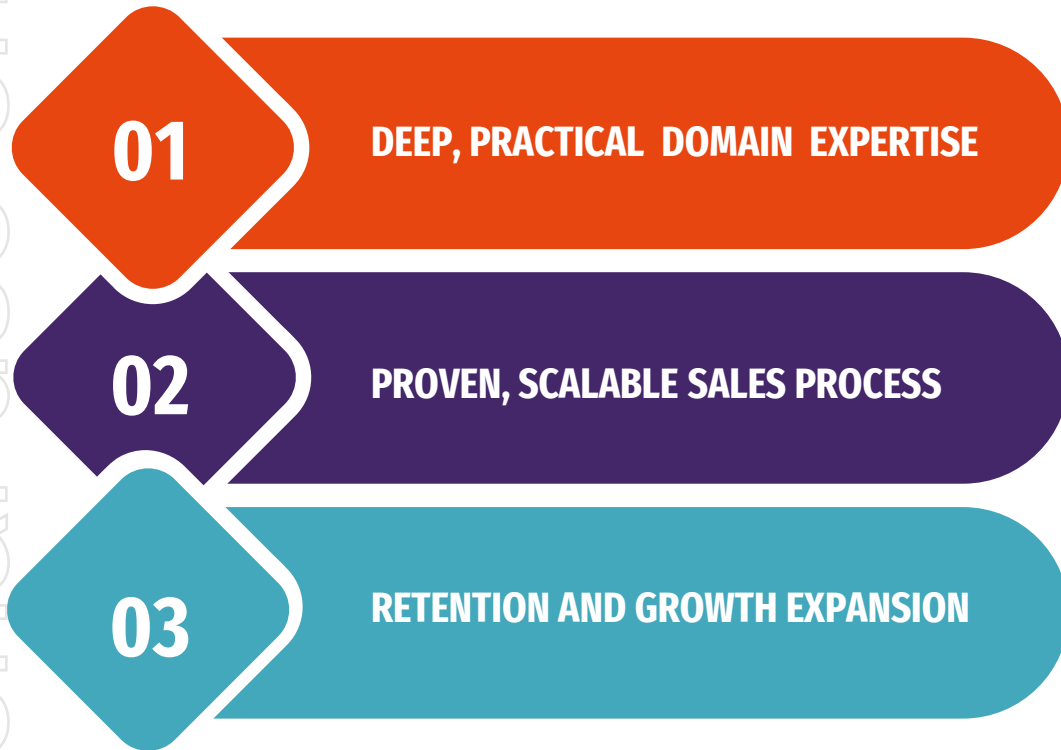 01
DEEP, PRACTICAL DOMAIN EXPERTISE
02
PROVEN, SCALABLE SALES PROCESS
03
RETENTION AND GROWTH EXPANSION